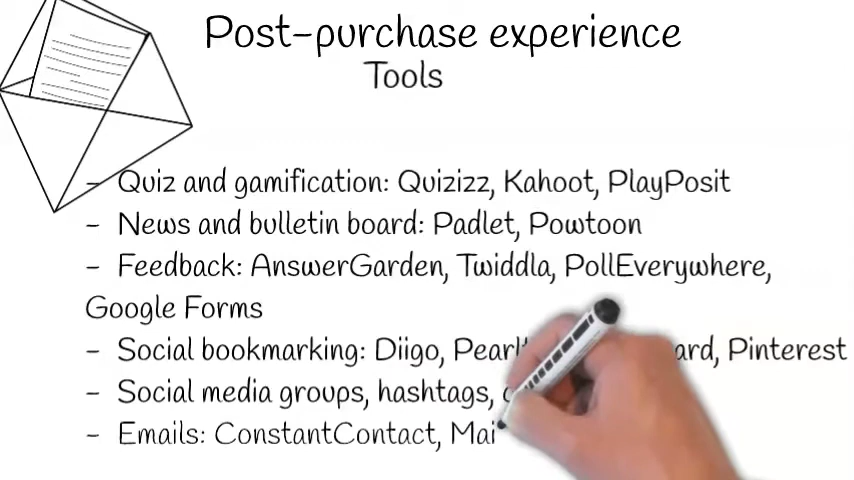 Post-purchase experience
Tools
- Quiz and gamification: Quizizz, Kahoot, PlayPosit
- News and bulletin board: Padlet, Powtoon
- Feedback: AnswerGarden, Twiddla, PollEverywhere,
Google Forms
- Social bookmarking: Diigo, Pinterest
- Social media groups, hashtags,
- Emails: ConstantContact, Mai